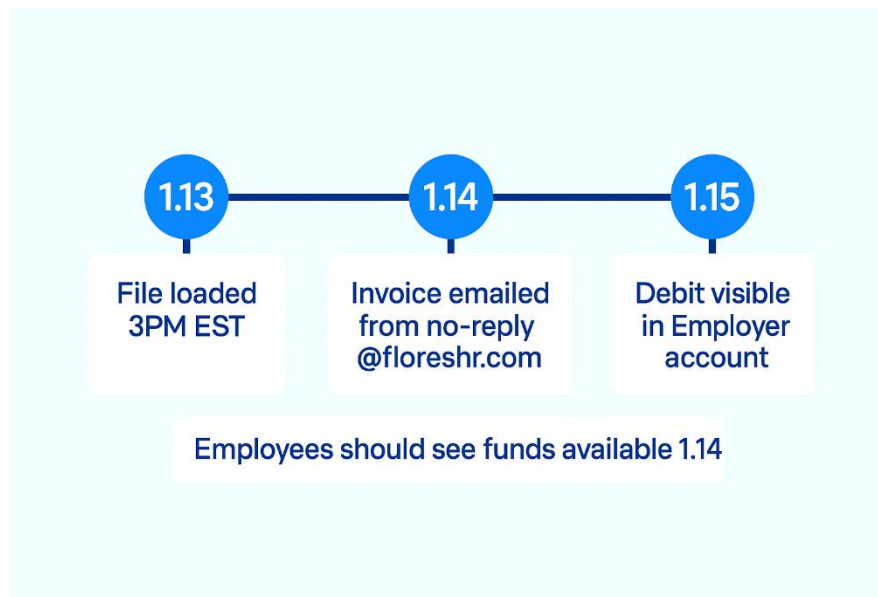 1.13
1.14
1.15
File loaded
3PM EST
Invoice emailed
from no-reply
@floreshr.com
Debit visible
in Employer
account
Employees should see funds available 1.14